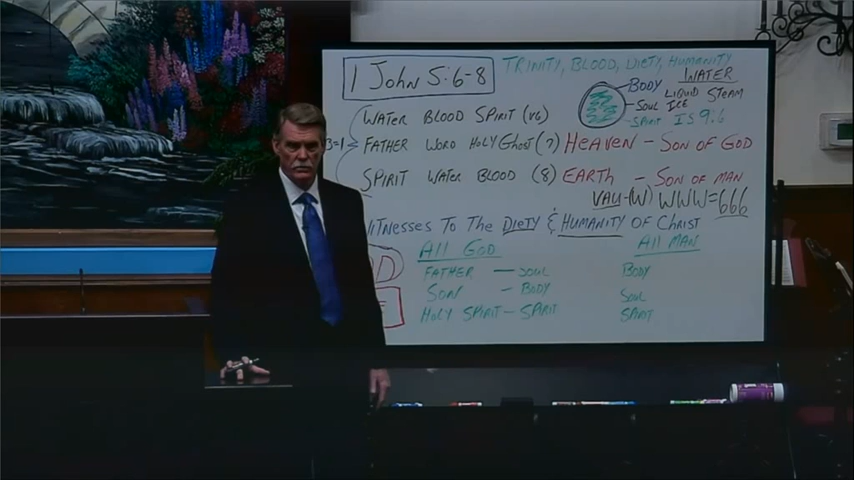 1 John 5:6-8
TRINITY, BLOOD, DIETY, HUMANITY
WATER
BODY LIQUID STEAM
SOUL ICE
SPIRIT IS 9:6
WATER BLOOD SPIRIT (V6)
3=1
FATHER WORD HOLY GHOST (7) HEAVEN - SON OF GOD
SPIRIT WATER BLOOD (8) EARTH - SON OF MAN
VAU-(W) WWW=666
ITNESSES TO THE DIETY & HUMANITY OF CHRIST
ALL GOD ALL MAN
FATHER - SOUL BODY
SON - BODY SOUL
HOLY SPIRIT - SPIRIT SPIRIT